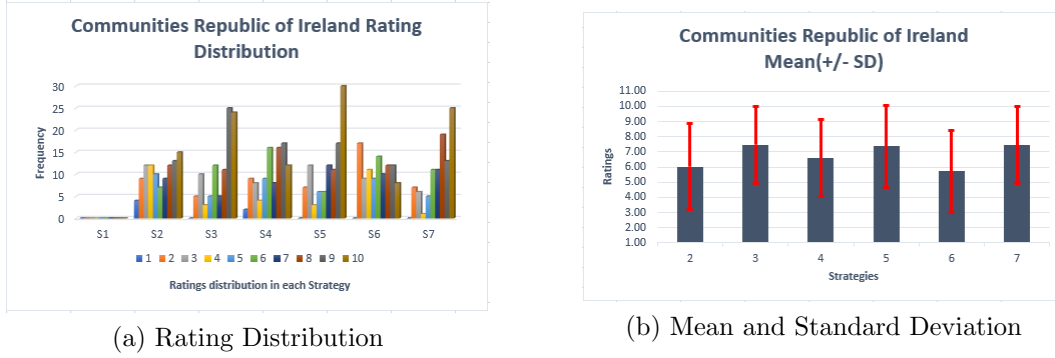 Communities Republic of Ireland Rating
Distribution
Frequency
30
25
20
15
10
5
0
S1 S2 S3 S4 S5 S6 S7
1 2 3 4 5 6 7 8 9 10
Ratings distribution in each Strategy
(a) Rating Distribution
Communities Republic of Ireland
Mean(+/- SD)
Ratings
11.00
10.00
9.00
8.00
7.00
6.00
5.00
4.00
3.00
2.00
1.00
2 3 4 5 6 7
Strategies
(b) Mean and Standard Deviation